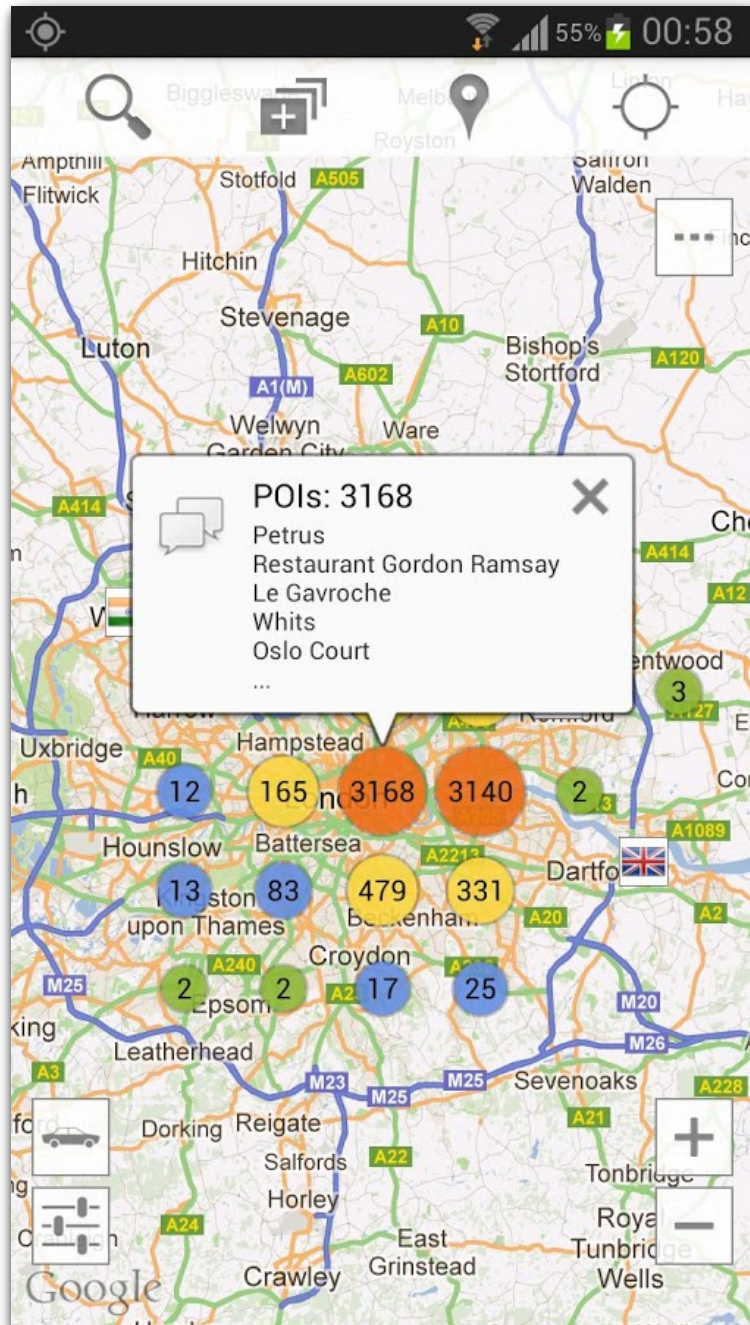 55% 00:58
Biggleswa
Royston
Ampthill
Saffron
Flitwick
Stotfold A505
Walden
Hitchin
Stevenage
A10
Luton
Bishop's
Stortford
A120
A602
A1(M)
Welwyn
Ware
Garden City
POIs: 3168
A414
Petrus
Restaurant Gordon Ramsay
A414
Le Gavroche
A12
Whits
Oslo Court
...
3
Uxbridge
Hampstead
A40
12 165 3168 3140 2
Hounslow
Battersea
A1089
A2213
Dartfo
13 83 479 331
upon Thames
Beckenham
A20
A2
Croydon
A240
M25
2 2 17 25
Epsom
M20
M26
Leatherhead
A3
M23
M25
M25
Sevenoaks
A228
Dorking
Reigate
A21
Salfords
A22
Tonbridge
Horley
A24
Royal
East
Tunbridge
Grinstead
Wells
Google
Crawley